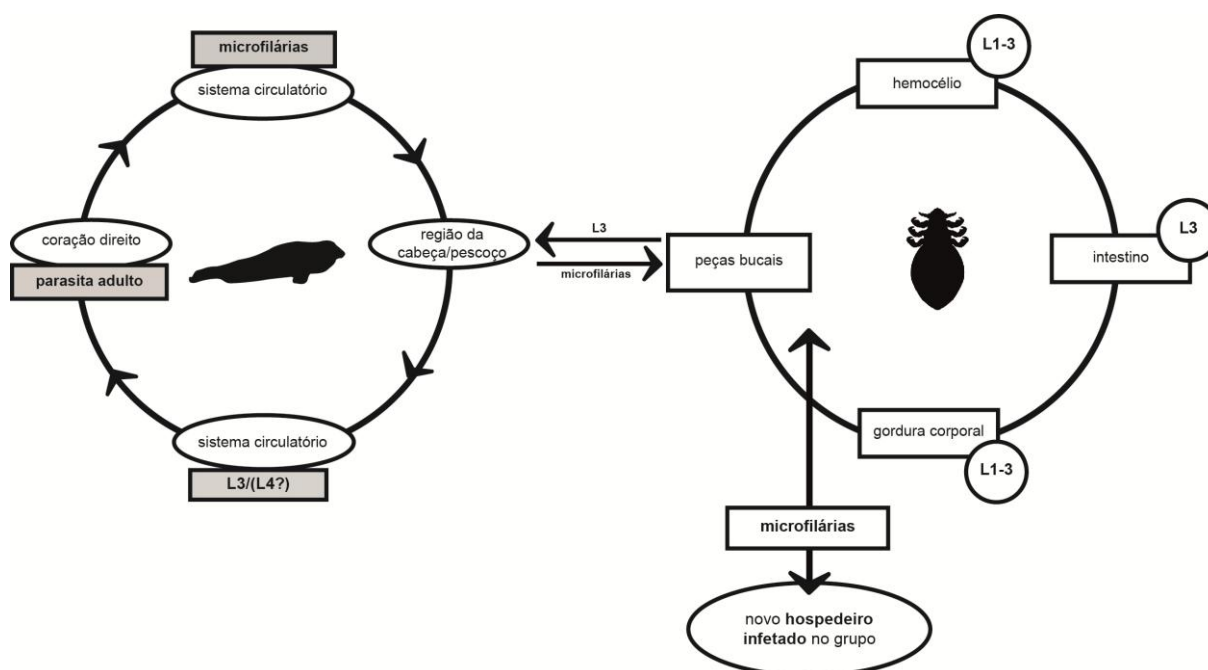 microfilárias
sistema circulatório
coração direito
parasita adulto
região da
cabeça/pescoço
sistema circulatório
L3/(L4?)
L3
microfilárias
L1-3
hemocélio
peças bucais
L3
intestino
gordura corporal
L1-3
microfilárias
novo hospedeiro
infetado no grupo